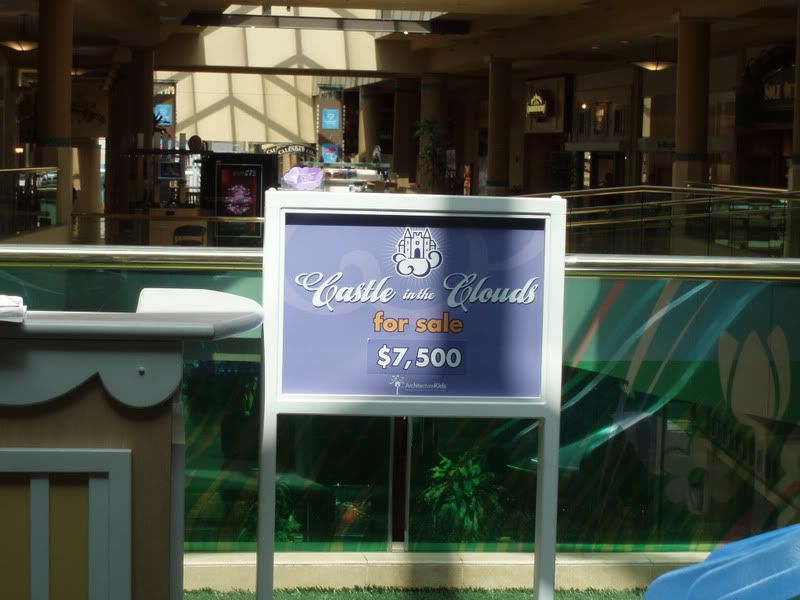 Castle in the Clouds
for sale
$7,500
ArchitectureKids